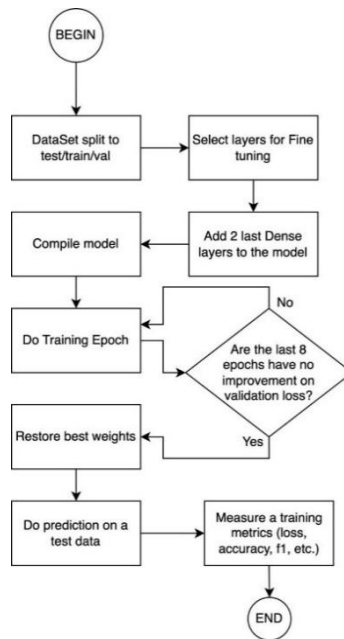 BEGIN
DataSet split to
test/train/val
Select layers for Fine
tuning
Compile model
Add 2 last Dense
layers to the model
No
Do Training Epoch
Are the last 8
epochs have no
improvement on
validation loss?
Yes
Restore best weights
Do prediction on a
test data
Measure a training
metrics (loss,
accuracy, f1, etc.)
END